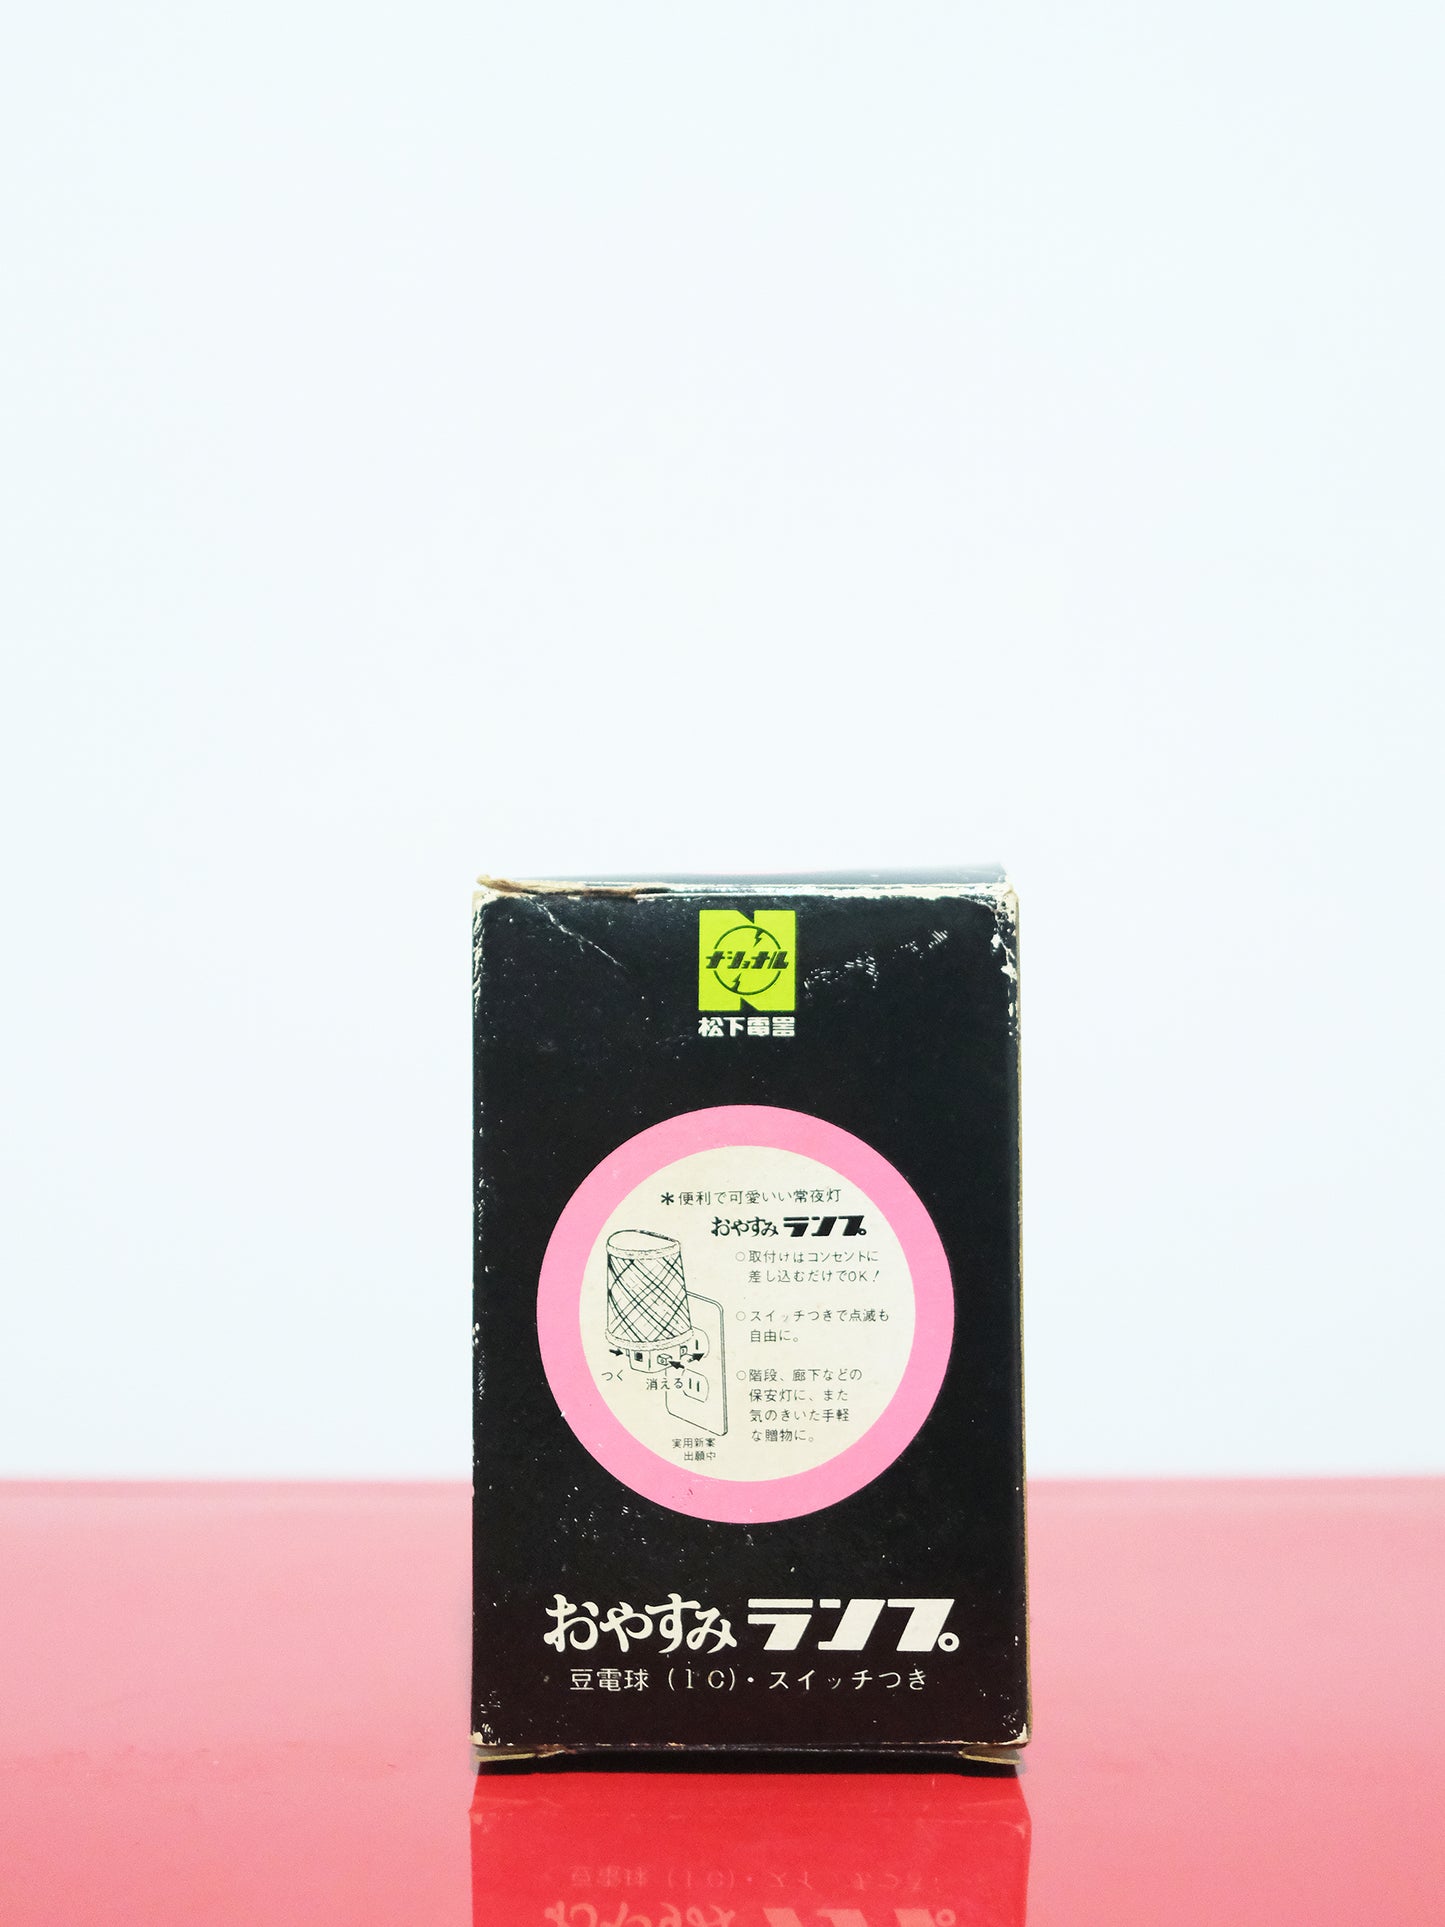 ナショナル
松下電器
*便利で可愛いい常夜灯
おやすみランプ
○取付けはコンセントに
差し込むだけでOK!
○スイッチつきで点滅も
自由に。
○階段、廊下などの
保安灯に、また
気のきいた手軽
な贈物に。
つく
消える
実用新案
出願中
おやすみランプ
豆電球(1C)・スイッチつき